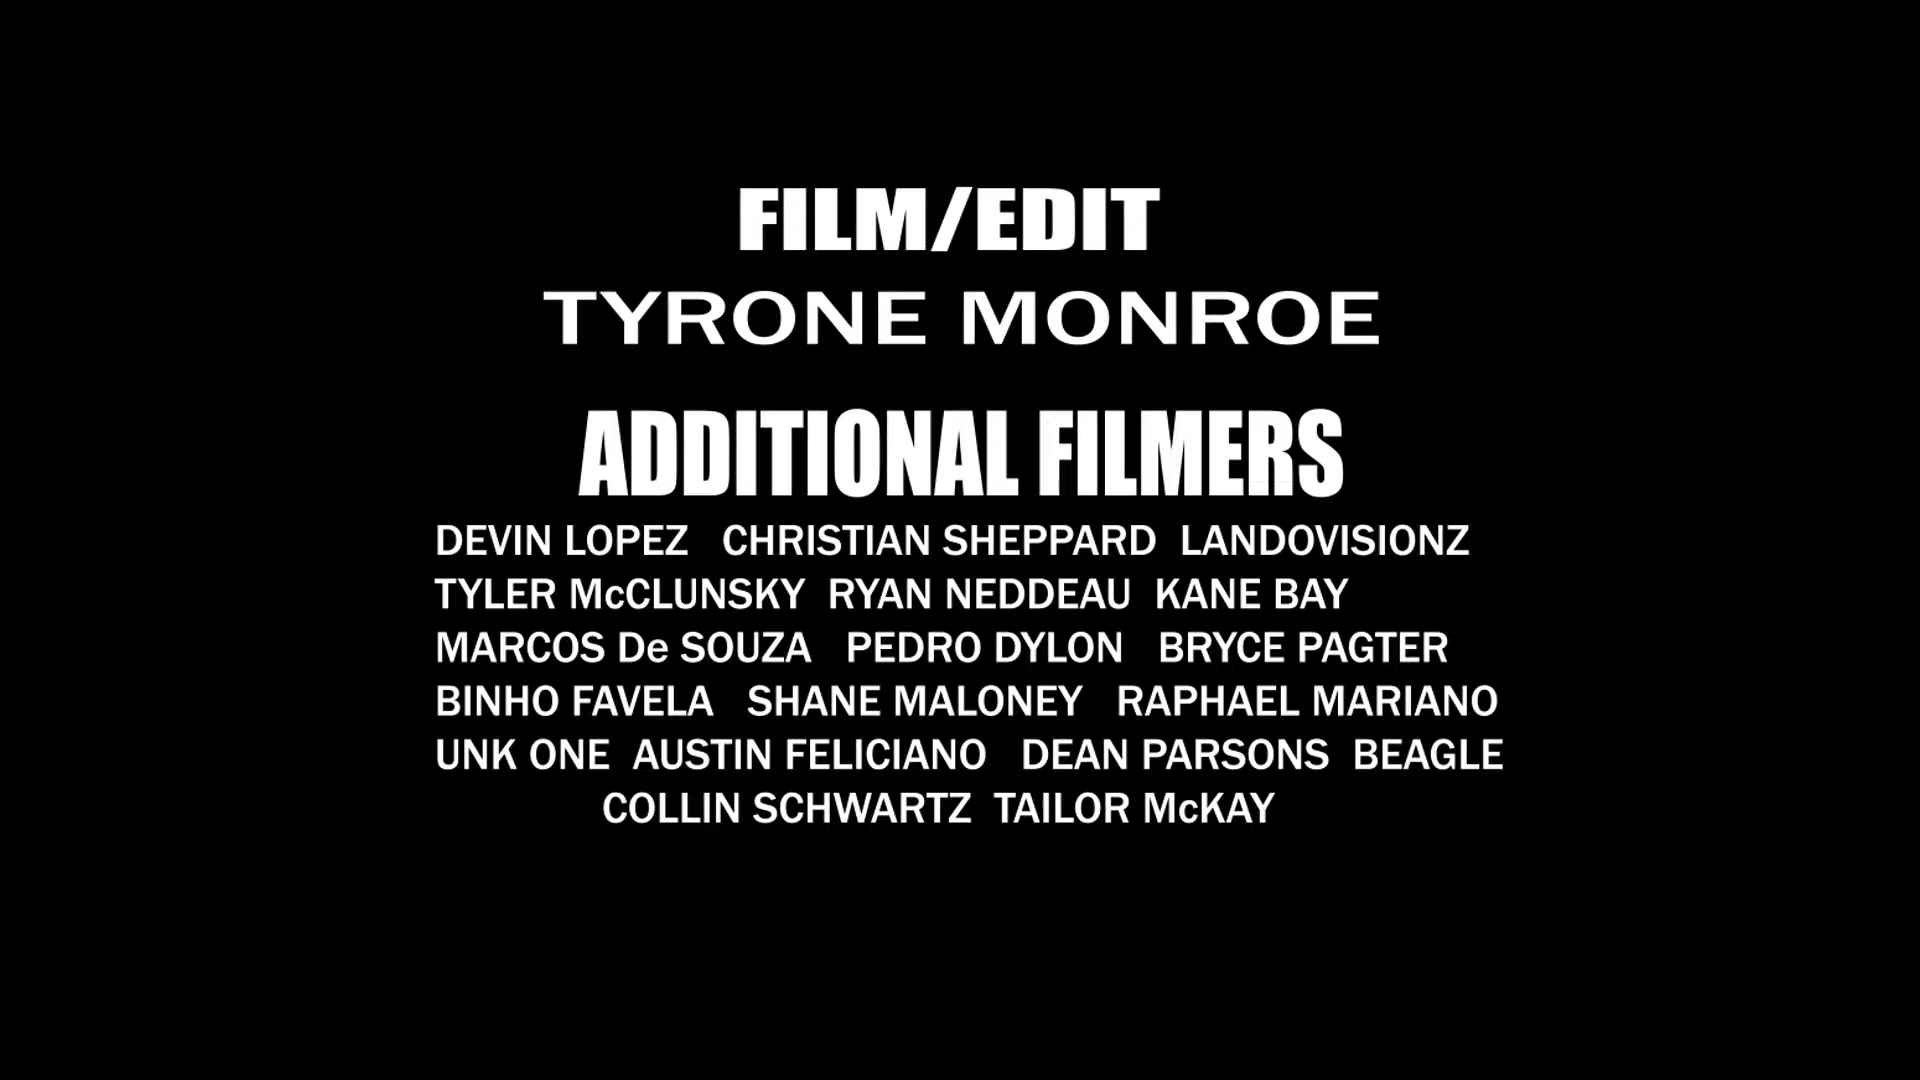 FILM/EDIT
TYRONE MONROE
ADDITIONAL FILMERS
DEVIN LOPEZ CHRISTIAN SHEPPARD LANDOVISIONZ
TYLER McCLUNSKY RYAN NEDDEAU KANE BAY
MARCOS De SOUZA PEDRO DYLON BRYCE PAGTER
BINHO FAVELA SHANE MALONEY RAPHAEL MARIANO
UNK ONE AUSTIN FELICIANO DEAN PARSONS BEAGLE
COLLIN SCHWARTZ TAILOR McKAY